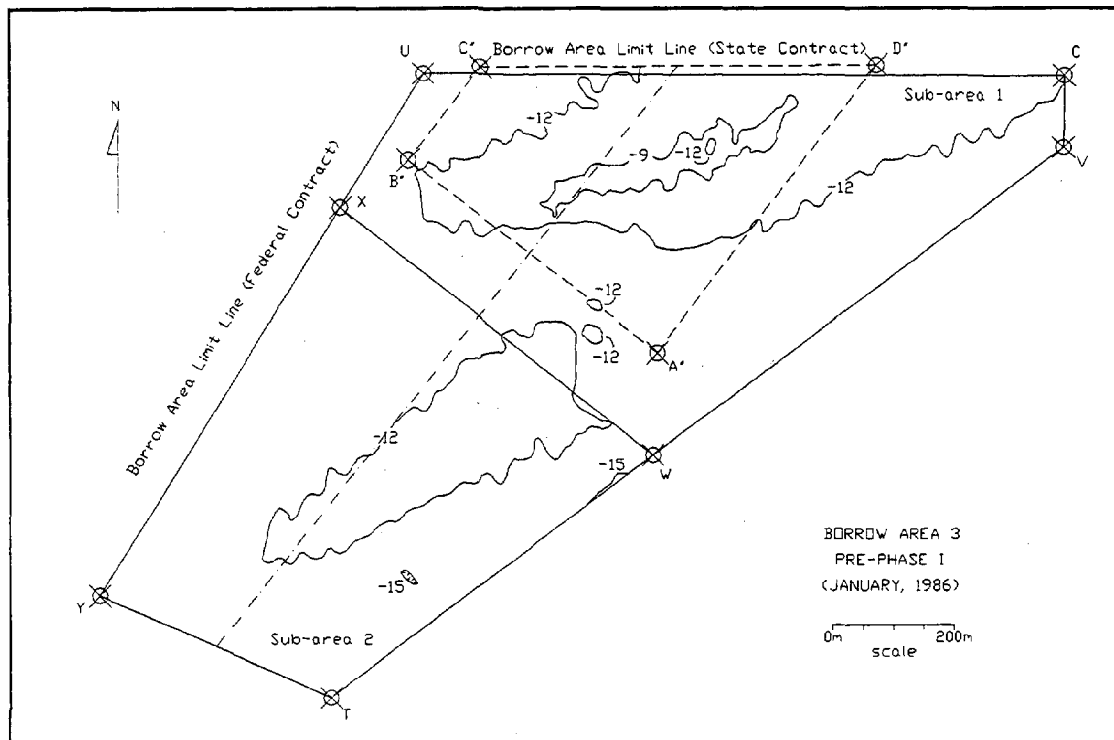 U
C'
Borrow Area Limit Line (State Contract)
D'
C
Sub-area 1
N
-12
-9
-12
B'
V
-12
X
Borrow Area Limit Line (Federal Contract)
-12
-12
A'
-12
-15
W
BORROW AREA 3
PRE-PHASE I
(JANUARY, 1986)
-15
Y
0m 200m
scale
Sub-area 2
T